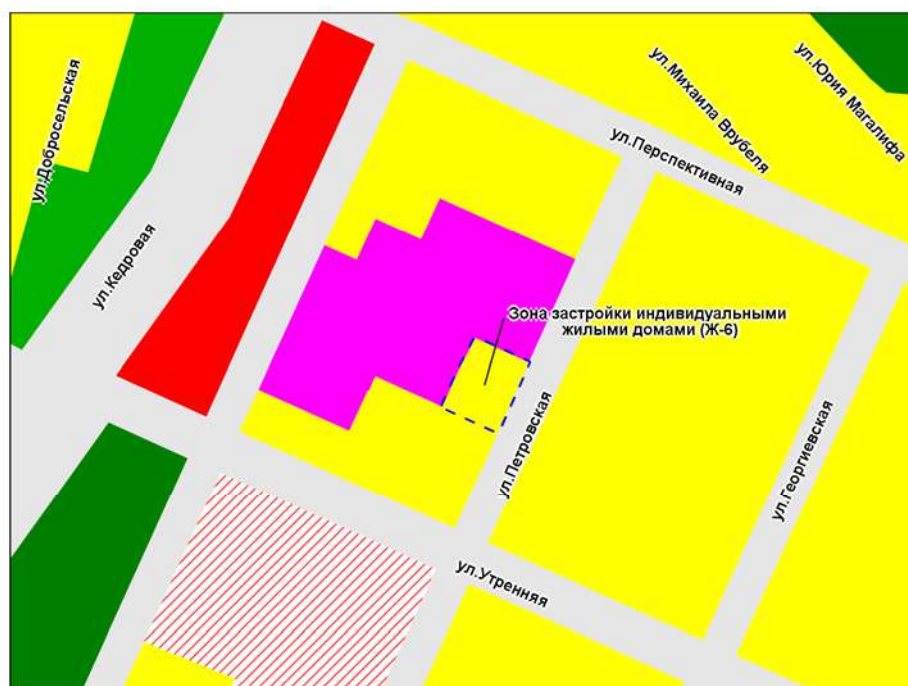 ул.Добросельская
ул.Кедровая
ул.Михаила Врубеля
ул.Юрия Магалифа
ул.Перспективная
Зона застройки индивидуальными
жилыми домами (Ж-6)
ул.Петровская
ул.Георгиевская
ул.Утренняя